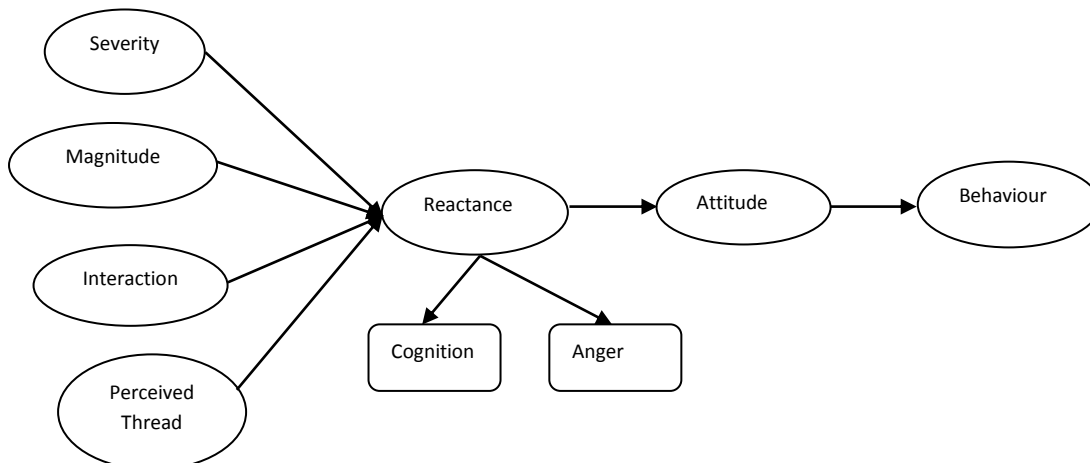 Severity
Magnitude
Interaction
Perceived
Thread
Reactance
Cognition
Anger
Attitude
Behaviour